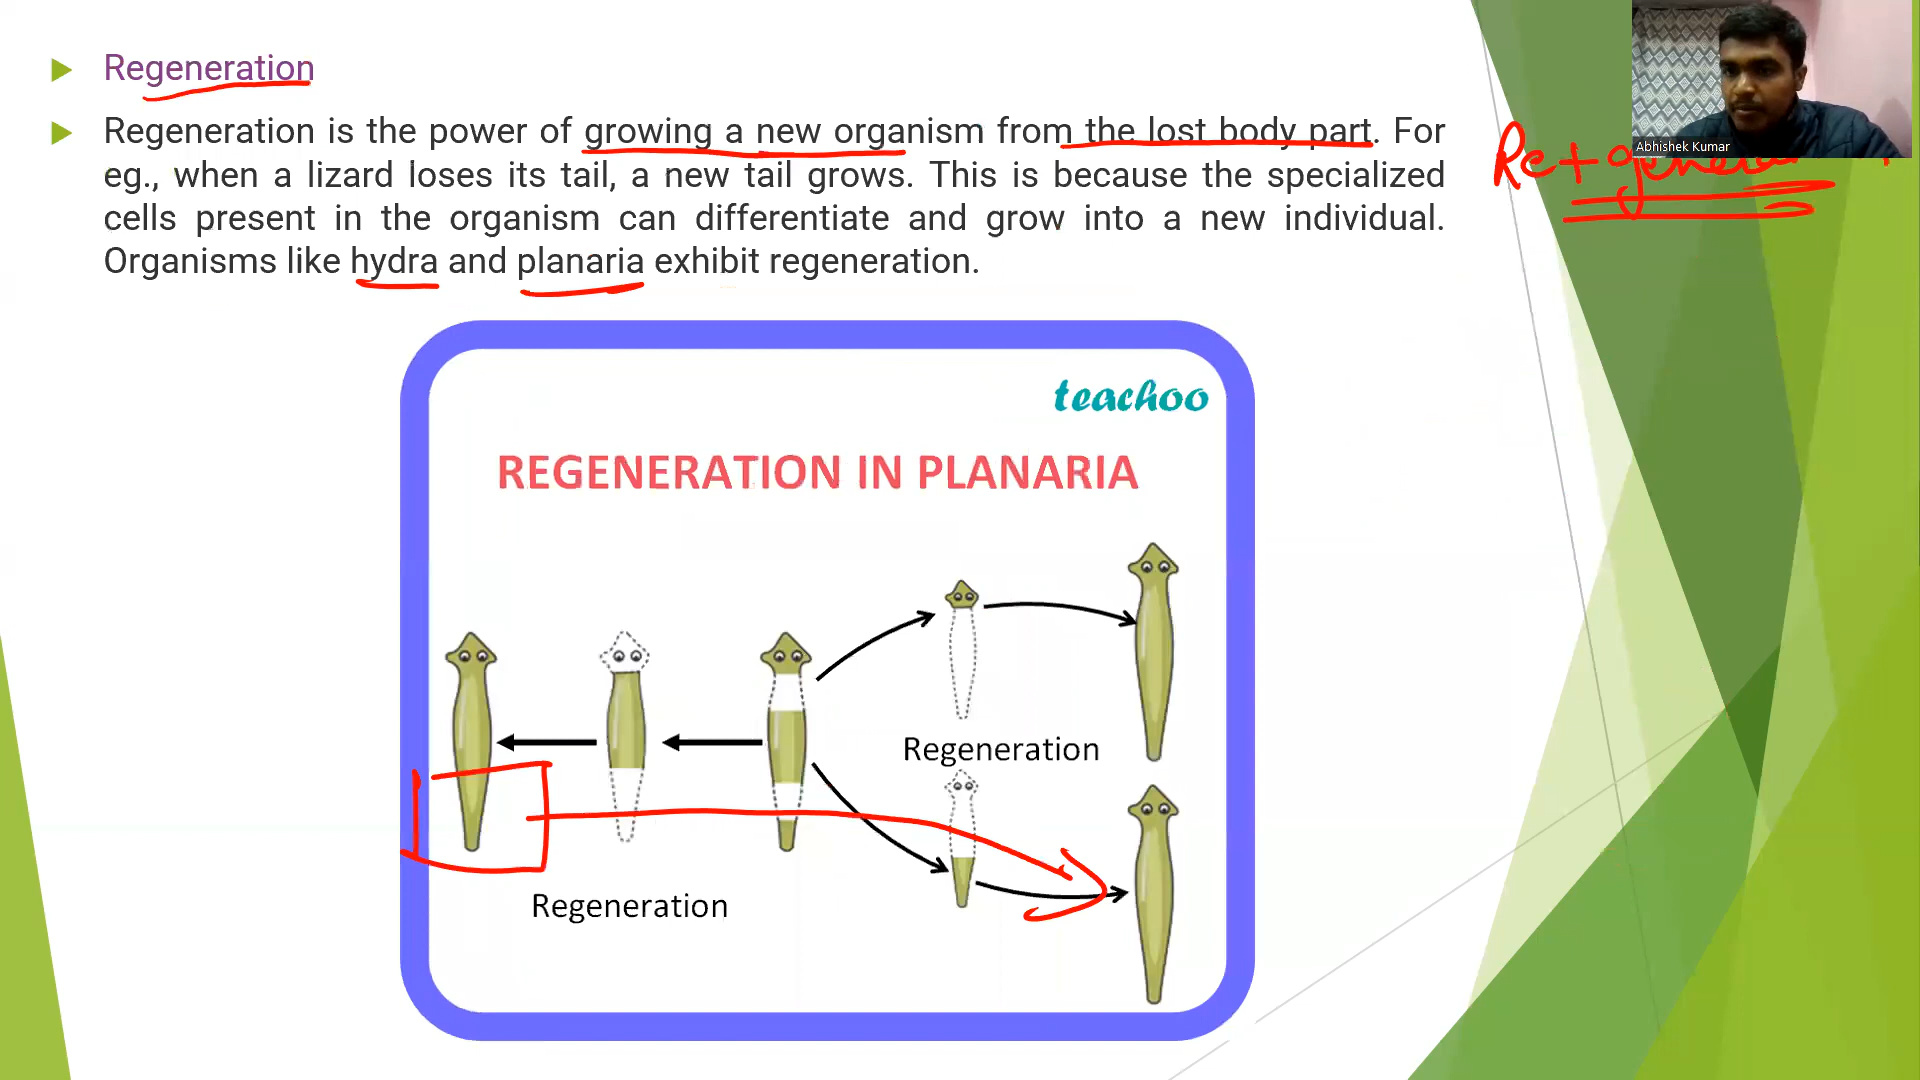 Regeneration
Regeneration is the power of growing a new organism from the lost body part. For
eg., when a lizard loses its tail, a new tail grows. This is because the specialized
cells present in the organism can differentiate and grow into a new individual.
Organisms like hydra and planaria exhibit regeneration.
Abhishek Kumar
Re+
teachoo
REGENERATION IN PLANARIA
Regeneration
Regeneration